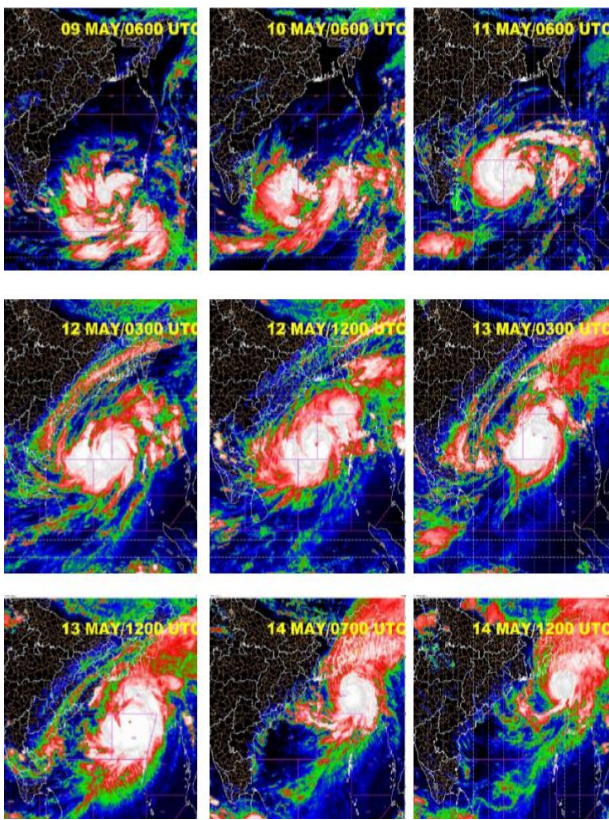 09 MAY/0600 UTC
10 MAY/0600 UTC
11 MAY/0600 UTC
12 MAY/0300 UTC
12 MAY/1200 UTC
13 MAY/0300 UTC
13 MAY/1200 UTC
14 MAY/0700 UTC
14 MAY/1200 UTC